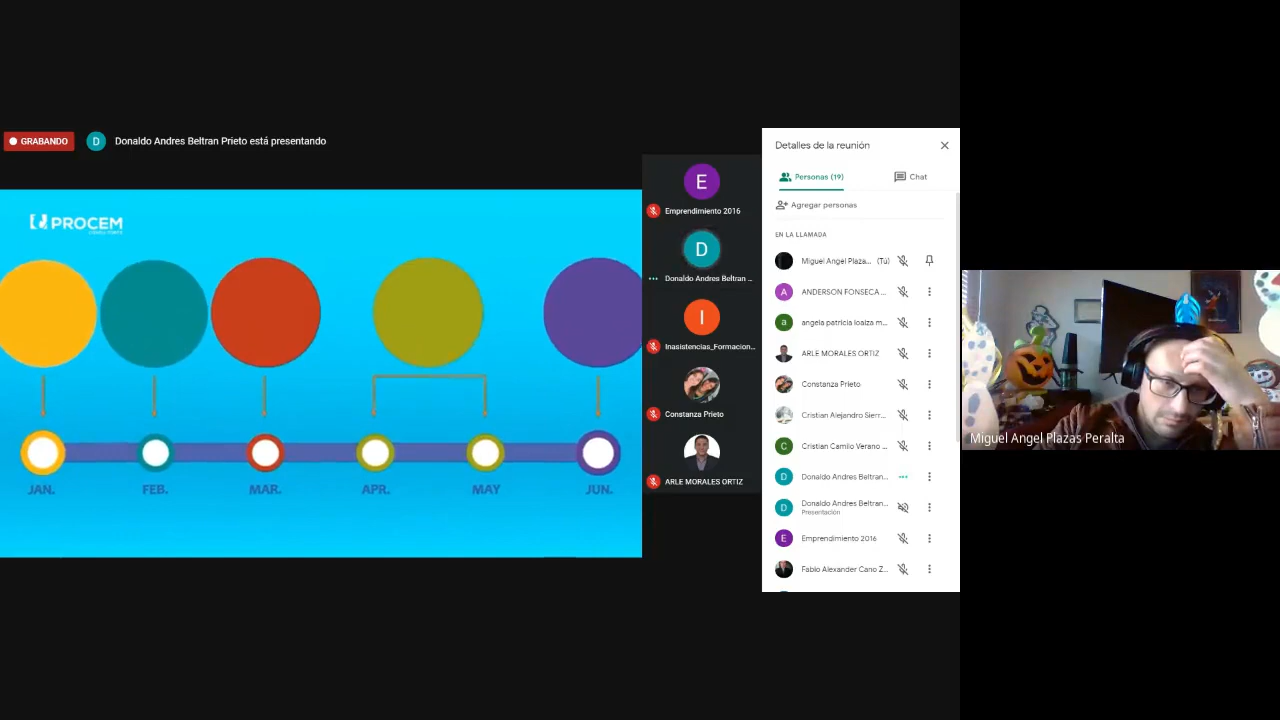 GRABANDO
D
Donaldo Andres Beltran Prieto está presentando
PROCEM
JAN.
FEB.
MAR.
APR.
MAY
JUN.
E
Emprendimiento 2016
D
Donaldo Andres Beltran ...
I
Inasistencias_Formacion...
Constanza Prieto
ARLE MORALES ORTIZ
Detalles de la reunión
Personas (19)
Chat
Agregar personas
EN LA LLAMADA
Miguel Angel Plaza... (Tú)
A
ANDERSON FONSECA ...
a
angela patricia loaiza m...
ARLE MORALES ORTIZ
Constanza Prieto
Cristian Alejandro Sierr...
C
Cristian Camilo Verano ...
D
Donaldo Andres Beltran...
D
Donaldo Andres Beltran...
Presentación
E
Emprendimiento 2016
Fabio Alexander Cano Z...
Miguel Angel Plazas Peralta